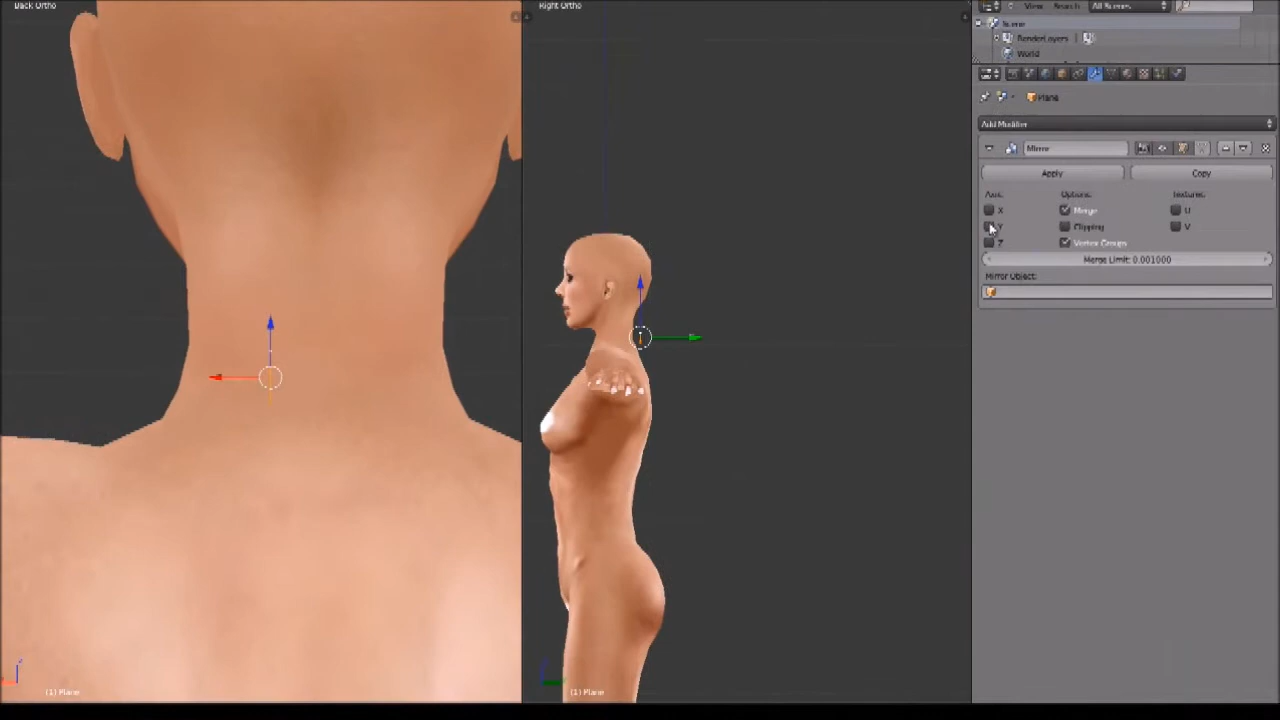 Back Ortho
Right Ortho
View Search All Scenes
Scene
RenderLayers
World
Plane
Add Modifier
Mirror
Apply Copy
Axis: Options: Textures:
X Merge U
Y Clipping V
Z Vertex Groups
Merge Limit: 0.001000
Mirror Object:
(1) Plane
(1) Plane